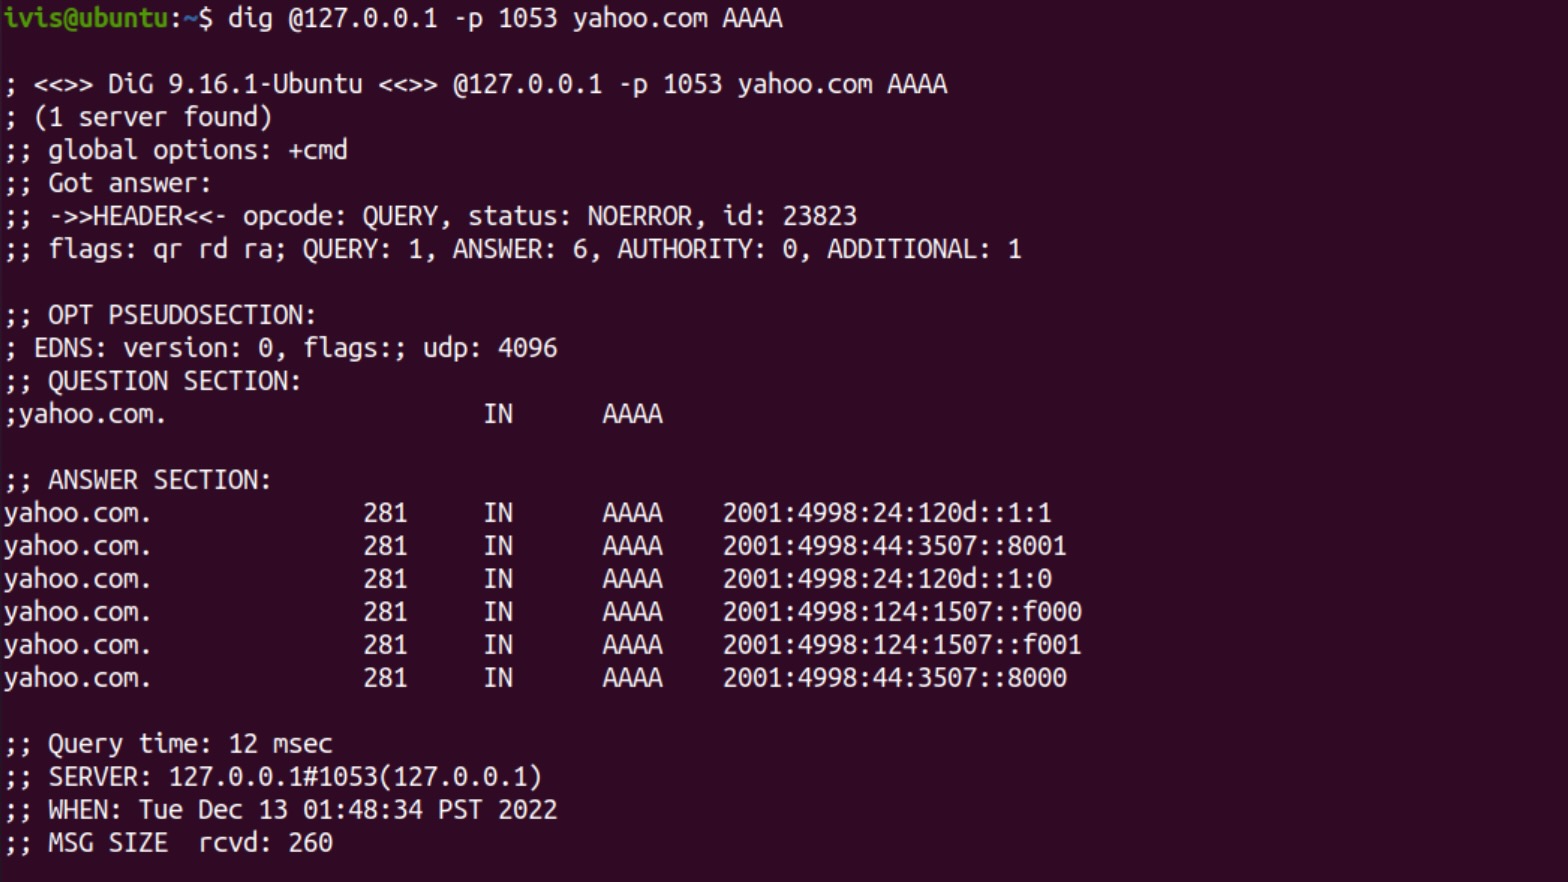 ivis@ubuntu:~$ dig @127.0.0.1 -p 1053 yahoo.com AAAA
; <<>> DiG 9.16.1-Ubuntu <<>> @127.0.0.1 -p 1053 yahoo.com AAAA
; (1 server found)
;; global options: +cmd
;; Got answer:
;; ->>HEADER<<- opcode: QUERY, status: NOERROR, id: 23823
;; flags: qr rd ra; QUERY: 1, ANSWER: 6, AUTHORITY: 0, ADDITIONAL: 1
;; OPT PSEUDOSECTION:
; EDNS: version: 0, flags:; udp: 4096
;; QUESTION SECTION:
;yahoo.com. IN AAAA
;; ANSWER SECTION:
yahoo.com. 281 IN AAAA 2001:4998:24:120d::1:1
yahoo.com. 281 IN AAAA 2001:4998:44:3507::8001
yahoo.com. 281 IN AAAA 2001:4998:24:120d::1:0
yahoo.com. 281 IN AAAA 2001:4998:124:1507::f000
yahoo.com. 281 IN AAAA 2001:4998:124:1507::f001
yahoo.com. 281 IN AAAA 2001:4998:44:3507::8000
;; Query time: 12 msec
;; SERVER: 127.0.0.1#1053(127.0.0.1)
;; WHEN: Tue Dec 13 01:48:34 PST 2022
;; MSG SIZE  rcvd: 260